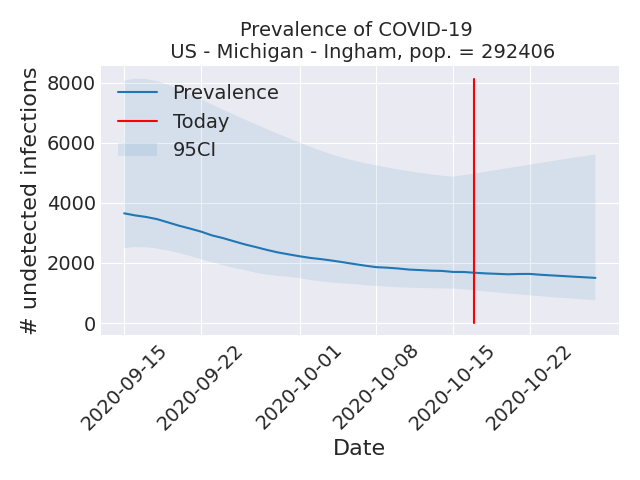 Prevalence of COVID-19
US - Michigan - Ingham, pop. = 292406
# undetected infections
8000
6000
4000
2000
0
Prevalence
Today
95CI
2020-09-15
2020-09-22
2020-10-01
2020-10-08
2020-10-15
2020-10-22
Date